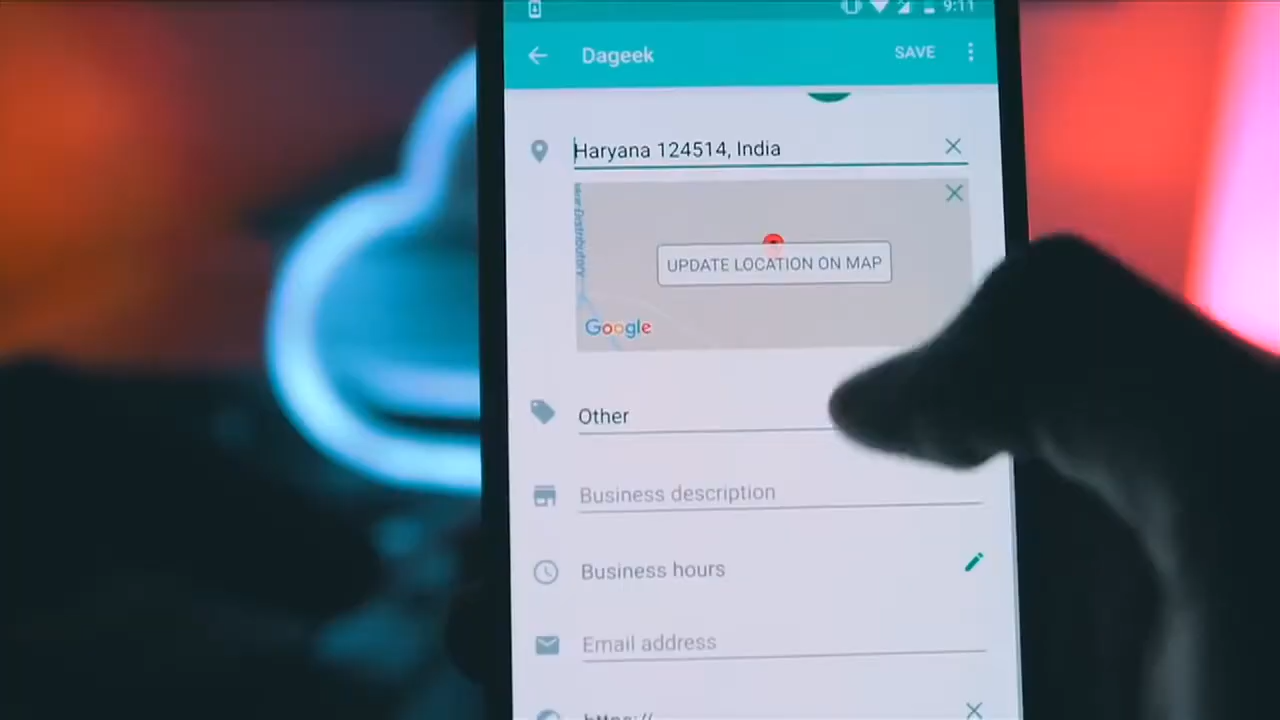 9:11
Dageek
SAVE
Haryana 124514, India
UPDATE LOCATION ON MAP
Google
Other
Business description
Business hours
Email address
https://